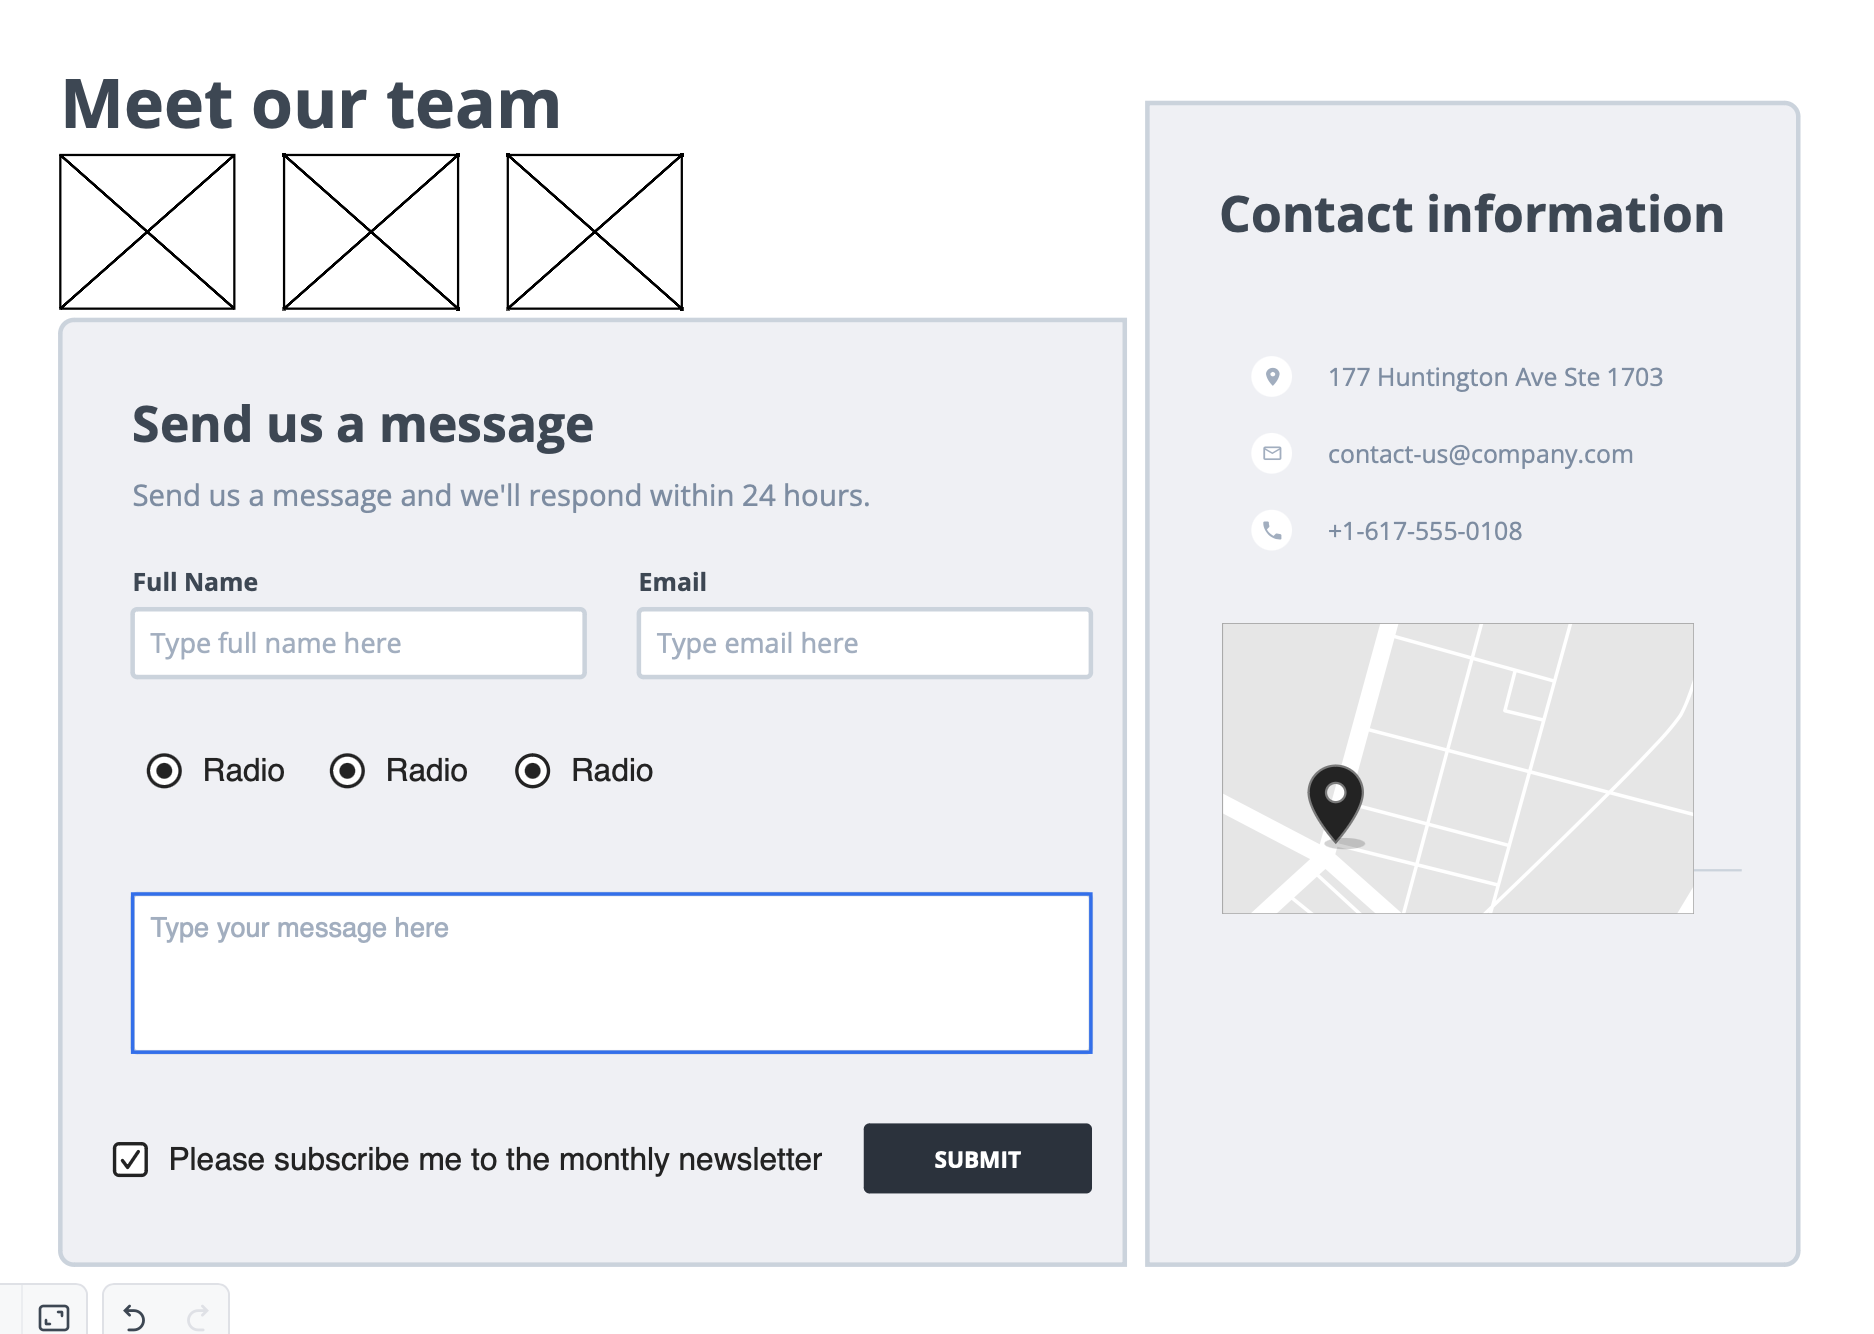 Meet our team
Send us a message
Send us a message and we'll respond within 24 hours.
Full Name
Email
Type full name here
Type email here
Radio
Radio
Radio
Type your message here
Please subscribe me to the monthly newsletter
SUBMIT
Contact information
177 Huntington Ave Ste 1703
contact-us@company.com
+1-617-555-0108